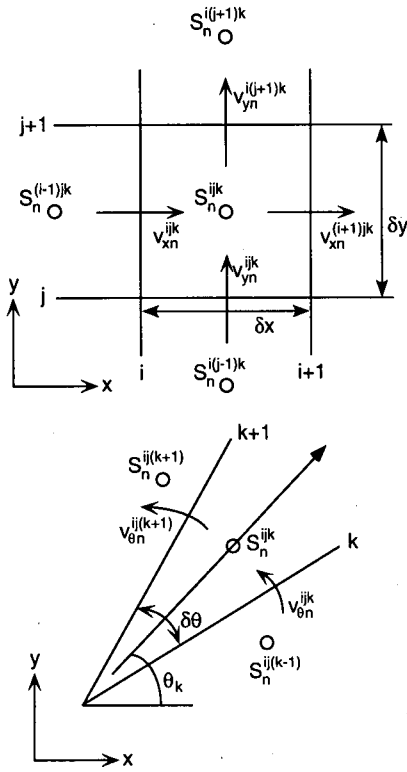 S_n^{i(j+1)k}
v_{yn}^{i(j+1)k}
j+1
S_n^{(i-1)jk}
S_n^{ijk}
v_{xn}^{ijk}
v_{xn}^{(i+1)jk}
δy
v_{yn}^{ijk}
y
j
δx
x
i
S_n^{i(j-1)k}
i+1
k+1
S_n^{ij(k+1)}
v_{θn}^{ij(k+1)}
S_n^{ijk}
k
v_{θn}^{ijk}
δθ
S_n^{ij(k-1)}
y
θ_k
x